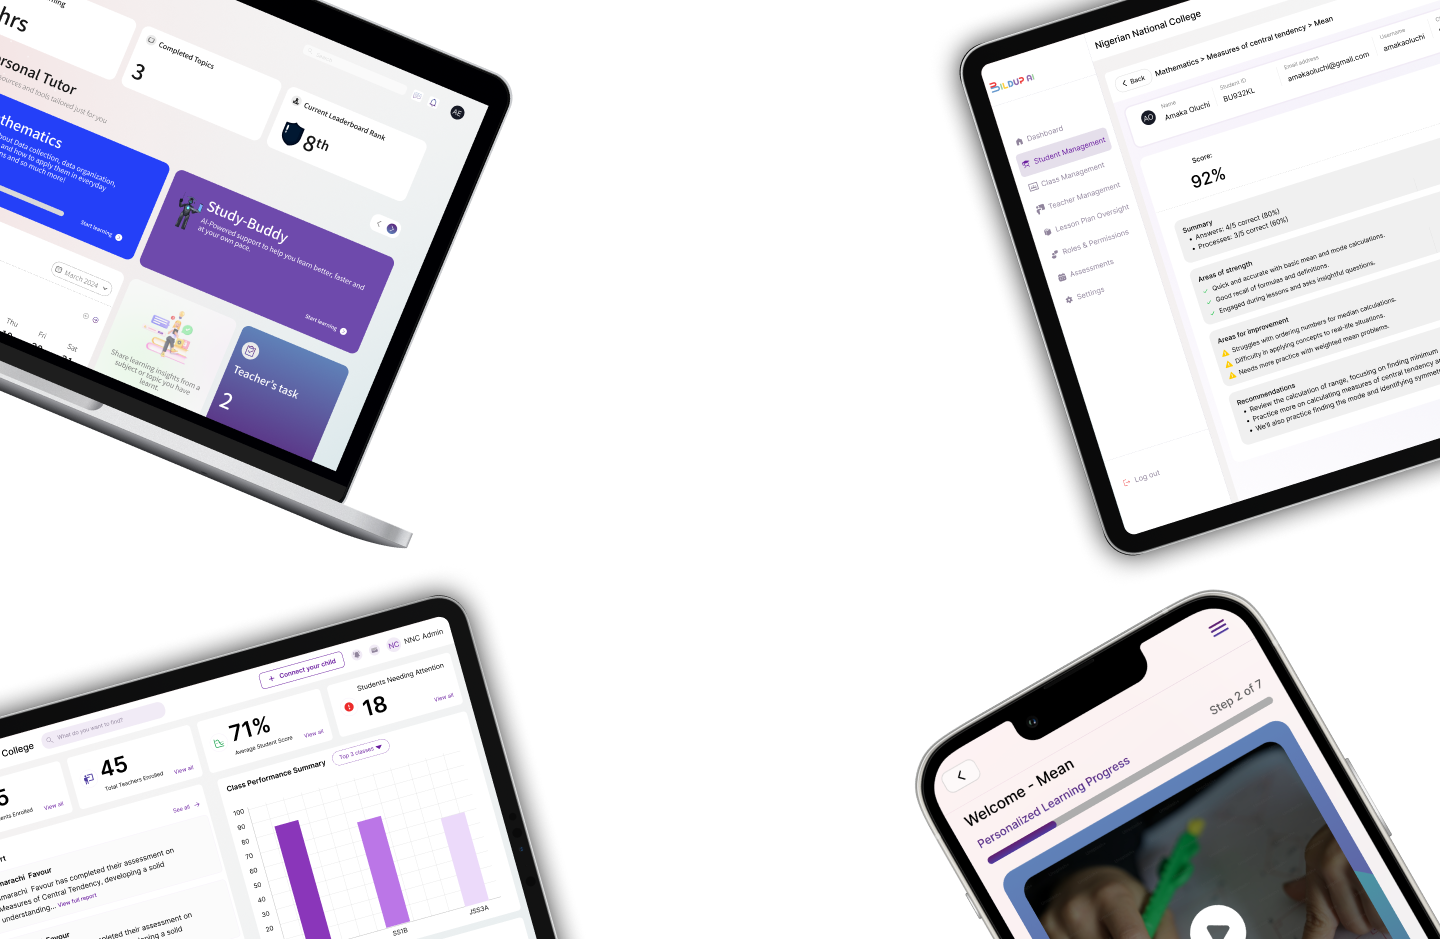 hrs
Completed Topics
3
Current Leaderboard Rank
8th
AE
ersonal Tutor
sources and tools tailored just for you
thematics
bout Data collection, data organization,
and how to apply them in everyday
ns and so much more!
Start learning
Study-Buddy
AI-Powered support to help you learn better, faster and
at your own pace.
Start learning
March 2024
Thu
Fri
Sat
Share learning insights from a
subject or topic you have
learnt.
Teacher's task
2
BILDUP AI
Nigerian National College
Back
Mathematics > Measures of central tendency > Mean
AO
Name
Amaka Oluchi
Student ID
BU932KL
Email address
amakaoluchi@gmail.com
Username
amakaoluchi
Dashboard
Student Management
Class Management
Teacher Management
Lesson Plan Oversight
Roles & Permissions
Assessments
Settings
Log out
Score:
92%
Summary
• Answers: 4/5 correct (80%)
• Processes: 3/5 correct (60%)
Areas of strength
Quick and accurate with basic mean and mode calculations.
Good recall of formulas and definitions.
Engaged during lessons and asks insightful questions.
Areas for improvement
Struggles with ordering numbers for median calculations.
Difficulty in applying concepts to real-life situations.
Needs more practice with weighted mean problems.
Recommendations
• Review the calculation of range, focusing on finding minimum
• Practice more on calculating measures of central tendency
• We'll also practice finding the mode and identifying
College
What do you want to find?
+ Connect your child
NC
NNC Admin
5
ents Enrolled
View all
45
Total Teachers Enrolled
View all
71%
Average Student Score
View all
Students Needing Attention
18
View all
See all
rt
marachi Favour
marachi Favour has completed their assessment on
Measures of Central Tendency, developing a solid
understanding... View full report
avour
mpleted their assessment on
ping a solid
Class Performance Summary
Top 3 classes
100
90
80
70
60
50
40
30
20
SS1B
JSS3A
Step 2 of 7
Welcome - Mean
Personalized Learning Progress